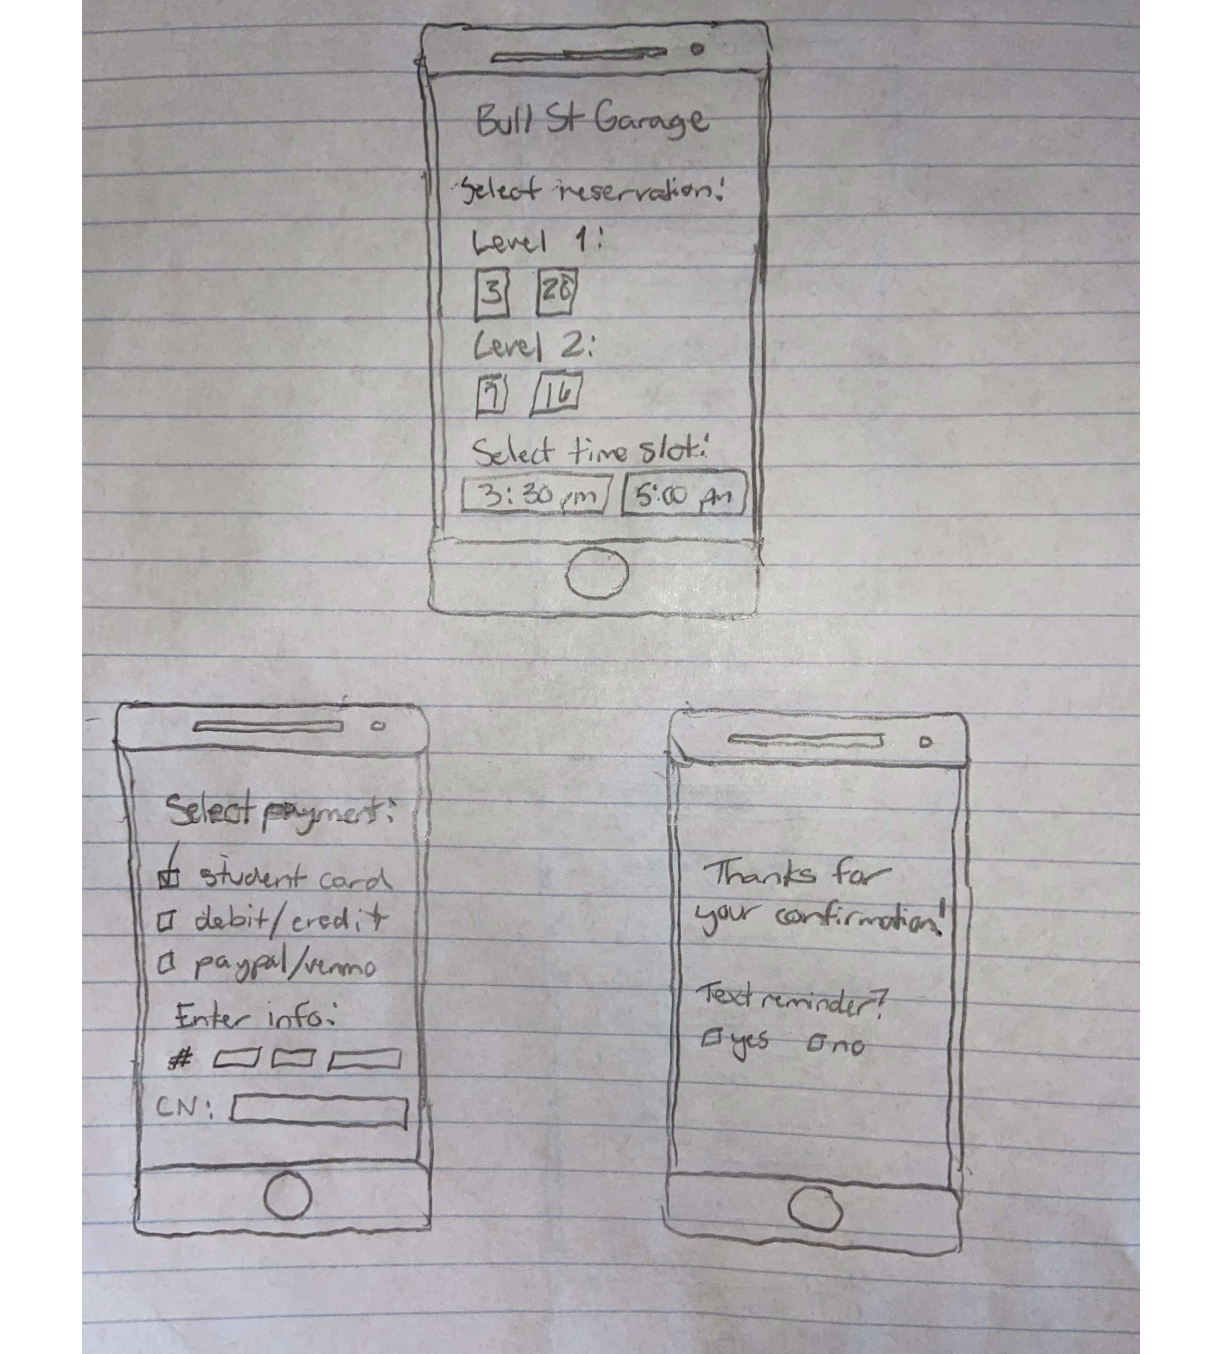 Bull St Garage
Select reservation:
Level 1:
3 28
Level 2:
7 16
Select time slot:
3:30 pm 5:00 pm
Select payment:
student card
debit/credit
paypal/venmo
Enter info:
#
CN:
Thanks for
your confirmation!
Text reminder?
yes no